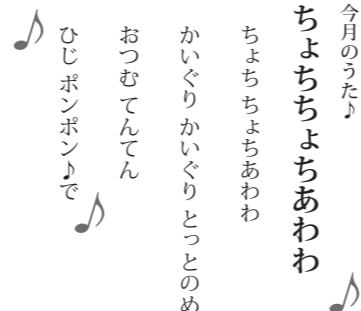 今月のうた♪
ちょちちょちあわわ
ちょち ちょちあわわ
かいぐり かいぐり とっとのめ
おつむ てんてん
ひじ ポンポン♪で